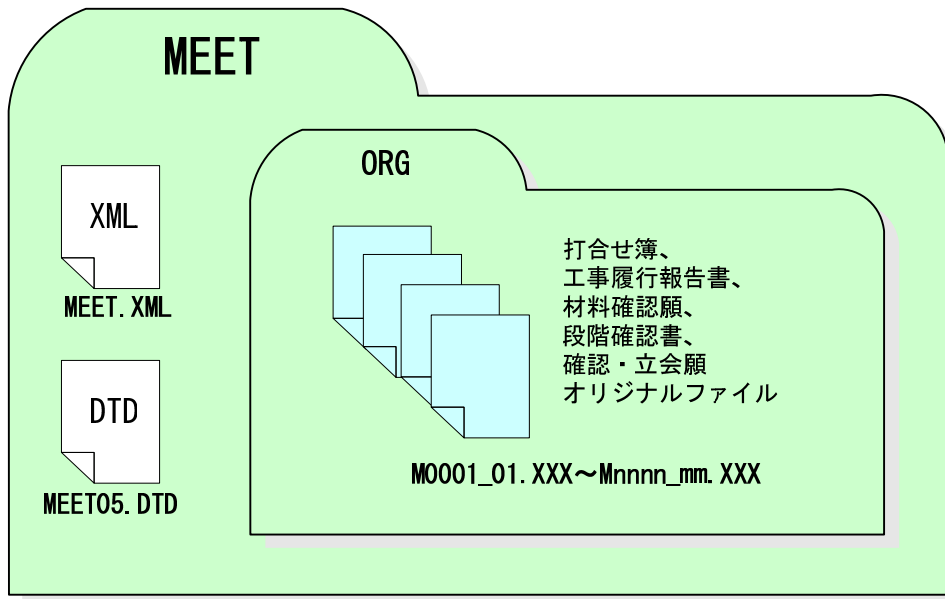 MEET
ORG
XML
MEET.XML
DTD
MEET05.DTD
打合せ簿、
工事履行報告書、
材料確認願、
段階確認書、
確認・立会願
オリジナルファイル
M0001_01.XXX～Mnnnn_mm.XXX